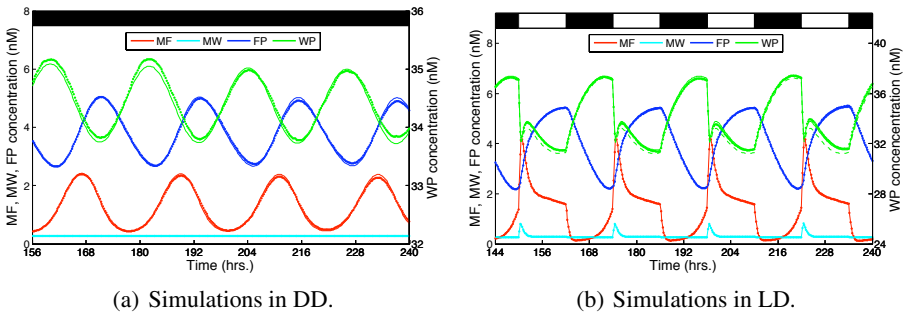 MF MW FP WP
MF, MW, FP concentration (nM)
8
6
4
2
0
WP concentration (nM)
36
35
34
33
32
156 168 180 192 204 216 228 240
Time (hrs.)
(a) Simulations in DD.
MF MW FP WP
MF, MW, FP concentration (nM)
8
6
4
2
0
WP concentration (nM)
40
36
32
28
24
144 156 168 180 192 204 216 228 240
Time (hrs.)
(b) Simulations in LD.